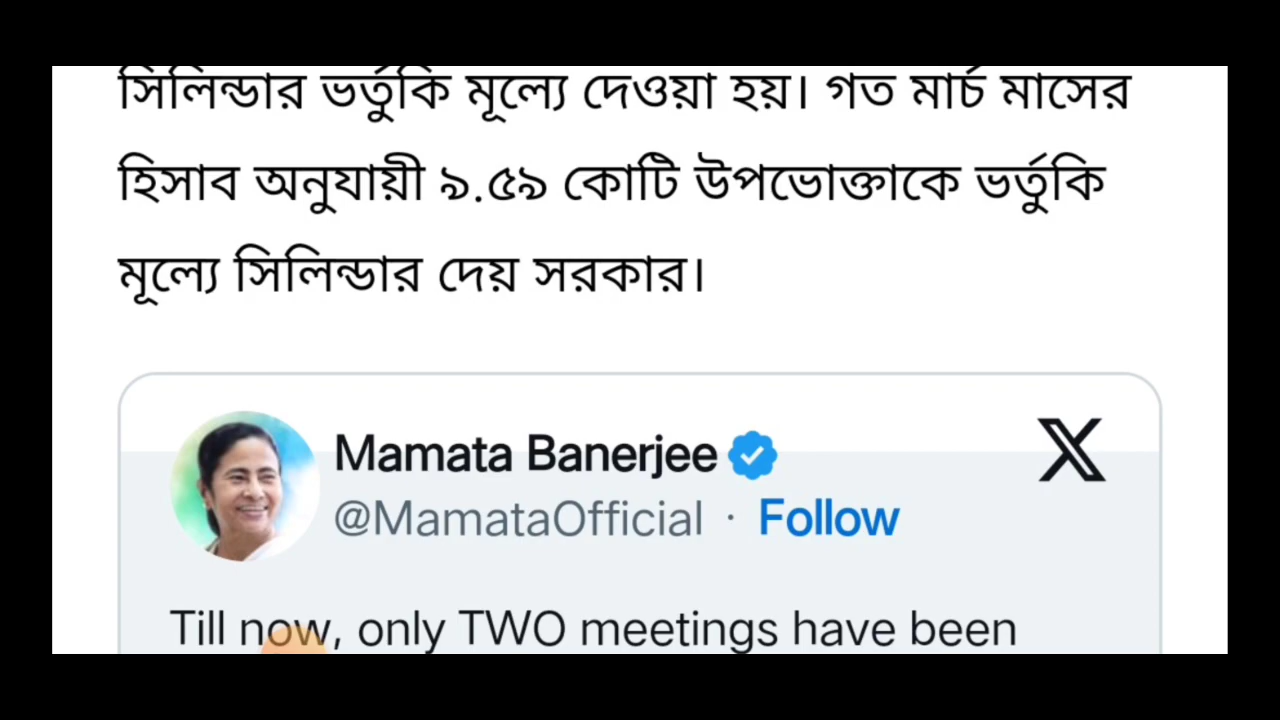 সিলিন্ডার ভর্তুকি মূল্যে দেওয়া হয়। গত মার্চ মাসের
হিসাব অনুযায়ী ৯.৫৯ কোটি উপভোক্তাকে ভর্তুকি
মূল্যে সিলিন্ডার দেয় সরকার।
Mamata Banerjee
@MamataOfficial · Follow
Till now, only TWO meetings have been